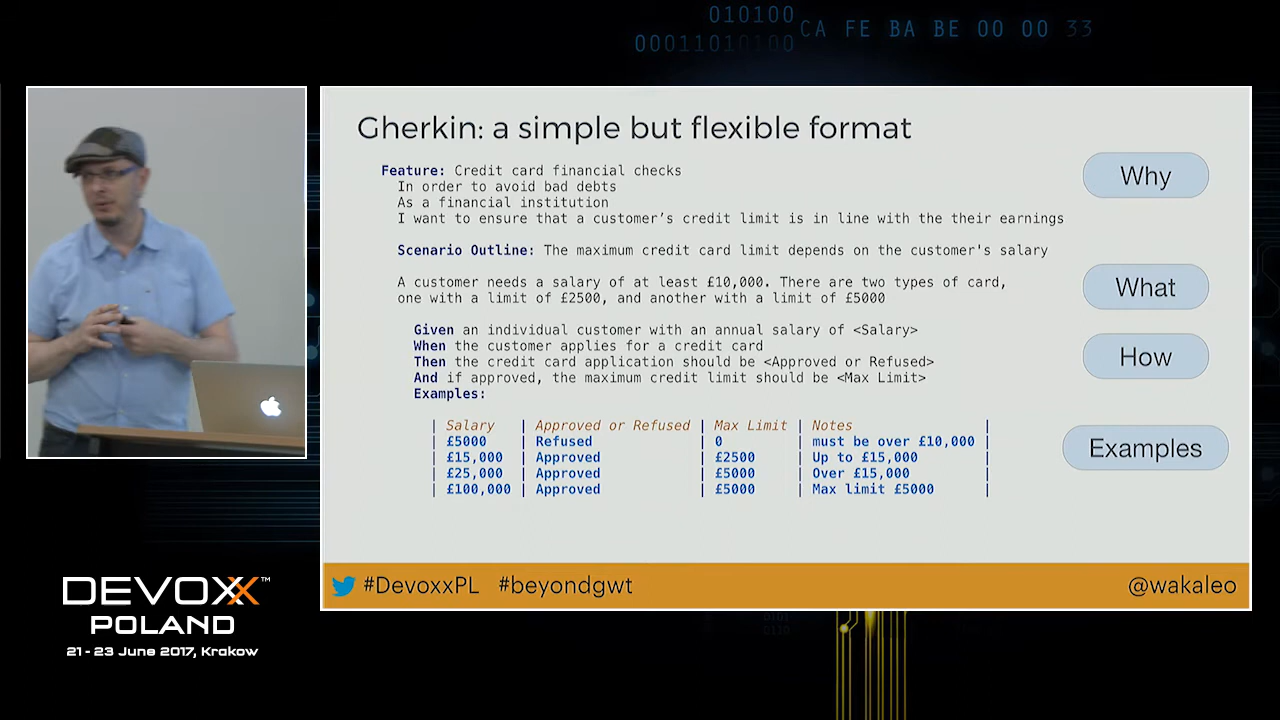 010100
000110 10100
CA FE BA BE 00 00 33
Gherkin: a simple but flexible format
Feature: Credit card financial checks
In order to avoid bad debts
As a financial institution
I want to ensure that a customer’s credit limit is in line with the their earnings
Scenario Outline: The maximum credit card limit depends on the customer's salary
A customer needs a salary of at least £10,000. There are two types of card,
one with a limit of £2500, and another with a limit of £5000
Given an individual customer with an annual salary of <Salary>
When the customer applies for a credit card
Then the credit card application should be <Approved or Refused>
And if approved, the maximum credit limit should be <Max Limit>
Examples:
| Salary | Approved or Refused | Max Limit | Notes |
| £5000 | Refused | 0 | must be over £10,000 |
| £15,000 | Approved | £2500 | Up to £15,000 |
| £25,000 | Approved | £5000 | Over £15,000 |
| £100,000 | Approved | £5000 | Max limit £5000 |
Why
What
How
Examples
#DevoxxPL #beyondgwt @wakaleo
DEVOXX™
POLAND
21 - 23 June 2017, Krakow